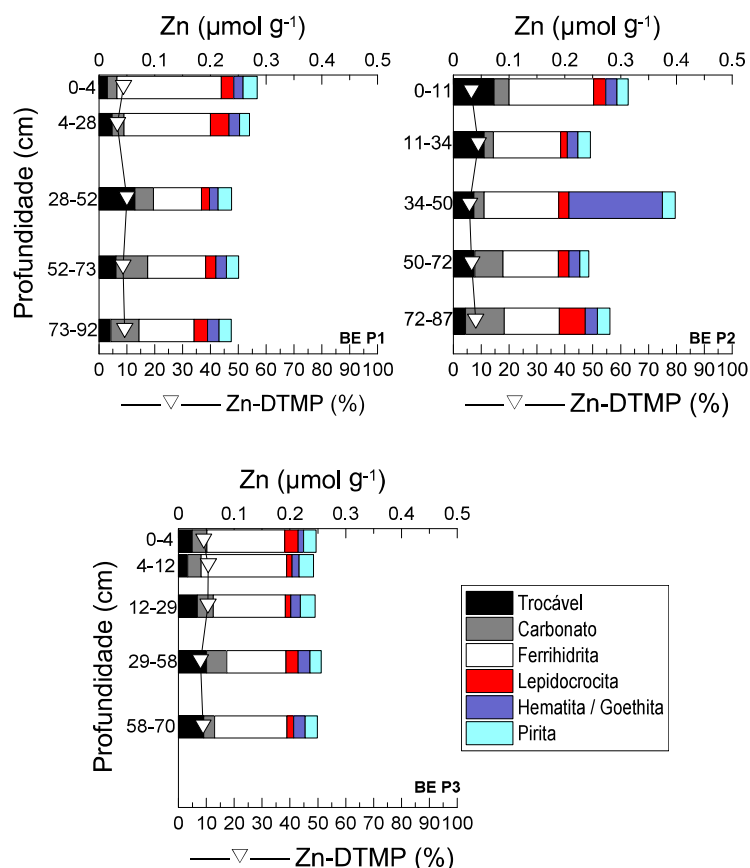 Zn (µmol g⁻¹)
0 0.1 0.2 0.3 0.4 0.5
Profundidade (cm)
0-4
4-28
28-52
52-73
73-92
BE P1
0 10 20 30 40 50 60 70 80 90 100
Zn-DTMP (%)
Zn (µmol g⁻¹)
0 0.1 0.2 0.3 0.4 0.5
0-11
11-34
34-50
50-72
72-87
BE P2
0 10 20 30 40 50 60 70 80 90 100
Zn-DTMP (%)
Zn (µmol g⁻¹)
0 0.1 0.2 0.3 0.4 0.5
Profundidade (cm)
0-4
4-12
12-29
29-58
58-70
BE P3
0 10 20 30 40 50 60 70 80 90 100
Zn-DTMP (%)
Trocável
Carbonato
Ferrihidrita
Lepidocrocita
Hematita / Goethita
Pirita